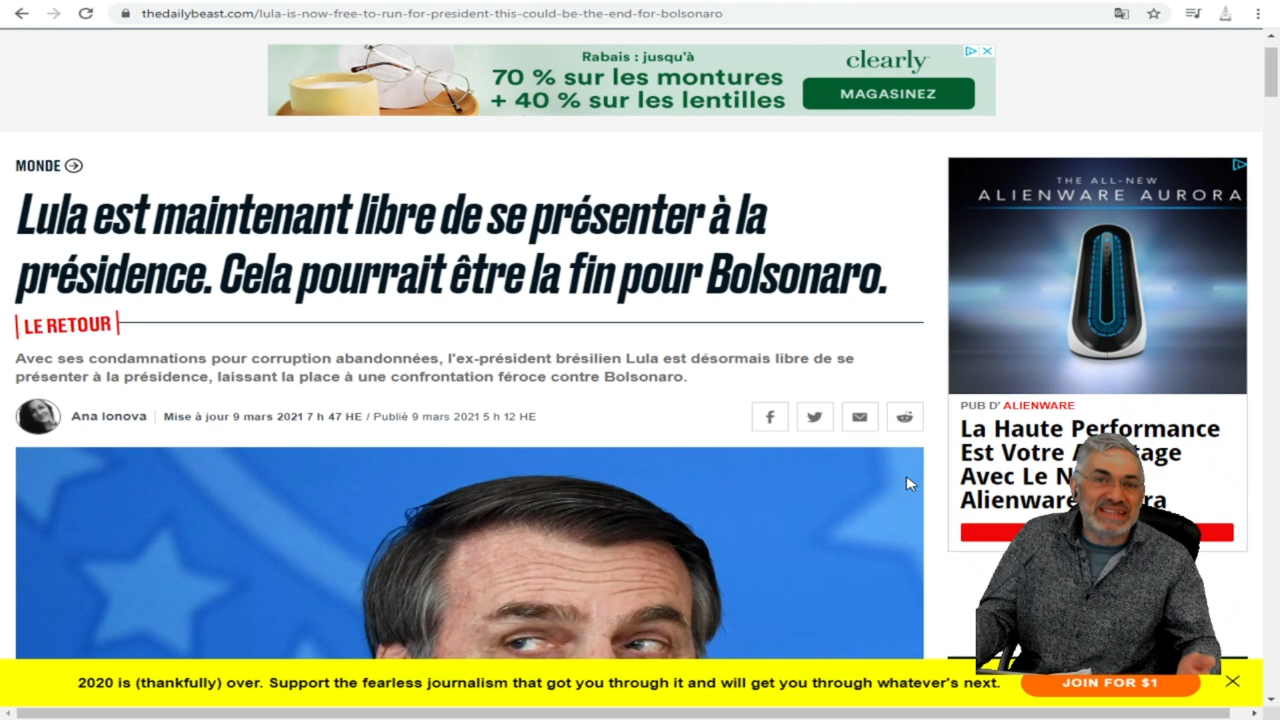 thedailybeast.com/lula-is-now-free-to-run-for-president-this-could-be-the-end-for-bolsonaro
Rabais : jusqu'à
70 % sur les montures
+ 40 % sur les lentilles
clearly
MAGASINEZ
MONDE
Lula est maintenant libre de se présenter à la
présidence. Cela pourrait être la fin pour Bolsonaro.
LE RETOUR
Avec ses condamnations pour corruption abandonnées, l'ex-président brésilien Lula est désormais libre de se
présenter à la présidence, laissant la place à une confrontation féroce contre Bolsonaro.
Ana Ionova
Mise à jour 9 mars 2021 7 h 47 HE / Publié 9 mars 2021 5 h 12 HE
THE ALL-NEW
ALIENWARE AURORA
PUB D' ALIENWARE
La Haute Performance
Est Votre
Avec Le
Alienware
2020 is (thankfully) over. Support the fearless journalism that got you through it and will get you through whatever's next.
JOIN FOR $1